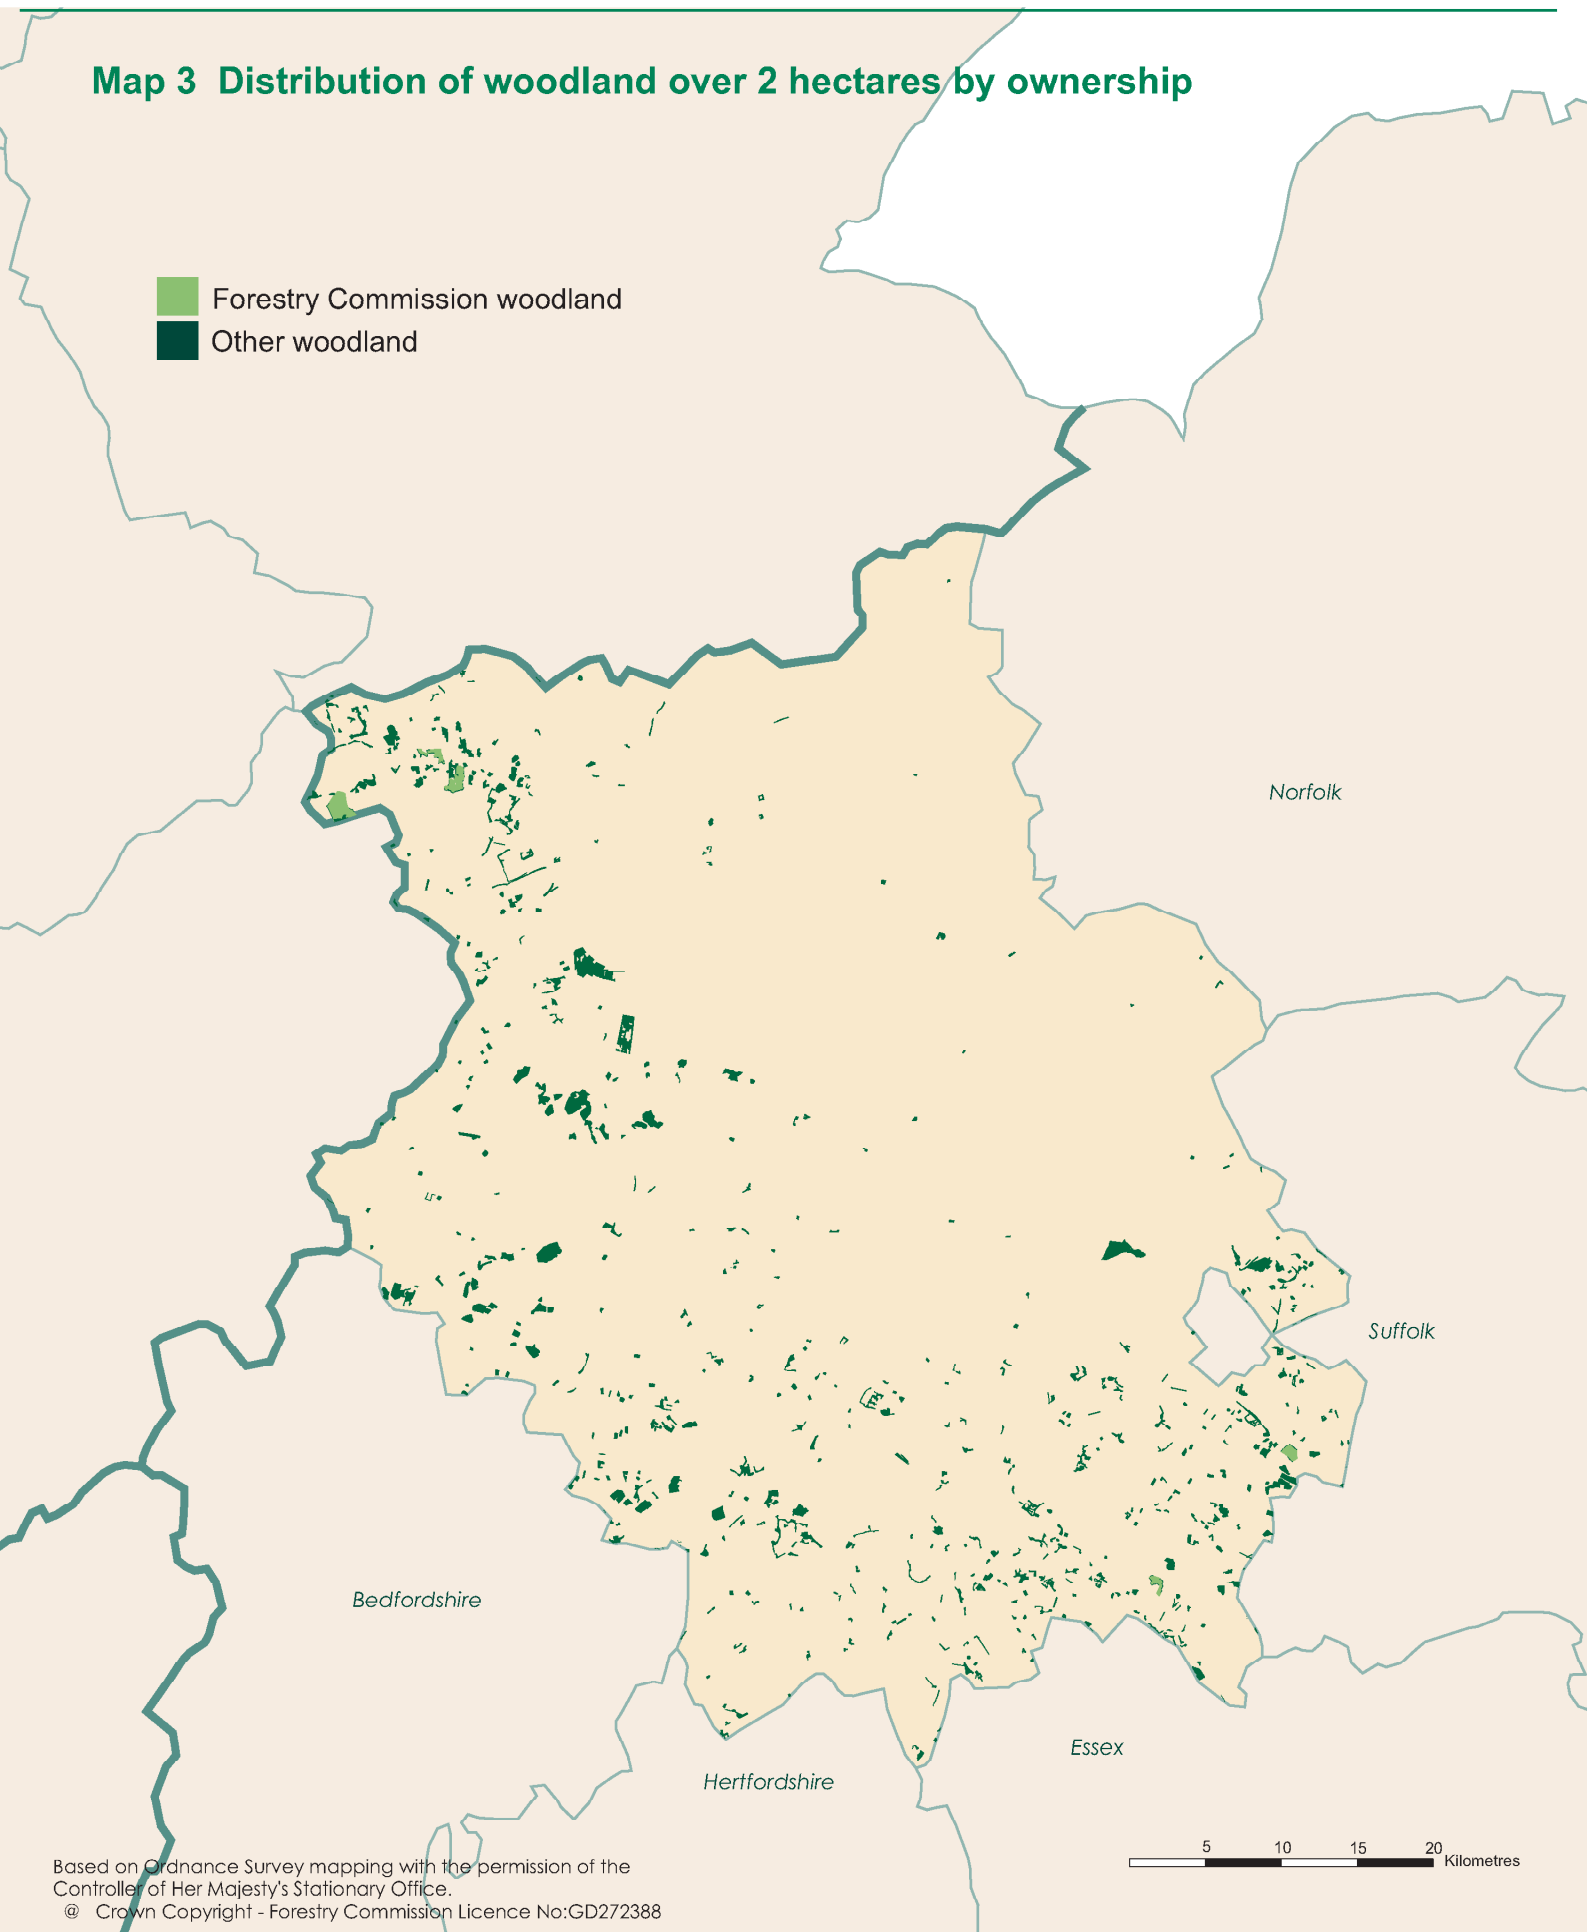 Map 3  Distribution of woodland over 2 hectares by ownership
Forestry Commission woodland
Other woodland
Norfolk
Suffolk
Bedfordshire
Essex
Hertfordshire
5 10 15 20 Kilometres
Based on Ordnance Survey mapping with the permission of the
Controller of Her Majesty's Stationary Office.
@ Crown Copyright - Forestry Commission Licence No:GD272388